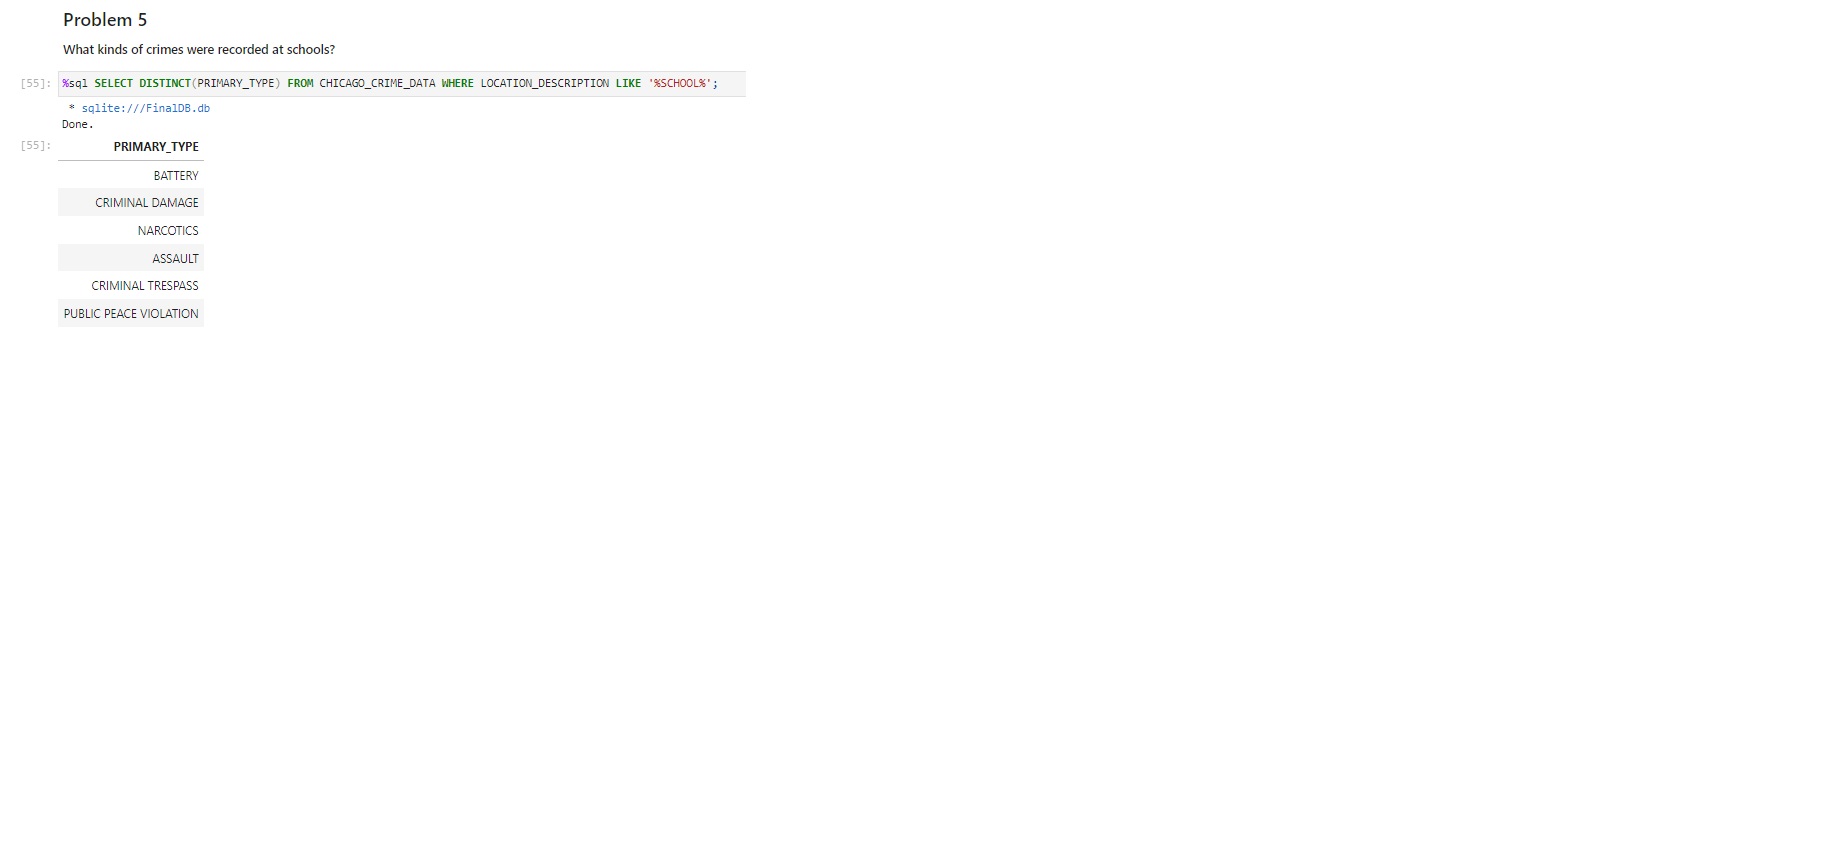 Problem 5
What kinds of crimes were recorded at schools?
[55]: %sql SELECT DISTINCT(PRIMARY_TYPE) FROM CHICAGO_CRIME_DATA WHERE LOCATION_DESCRIPTION LIKE '%SCHOOL%';
* sqlite:///FinalDB.db
Done.
[55]: PRIMARY_TYPE
BATTERY
CRIMINAL DAMAGE
NARCOTICS
ASSAULT
CRIMINAL TRESPASS
PUBLIC PEACE VIOLATION